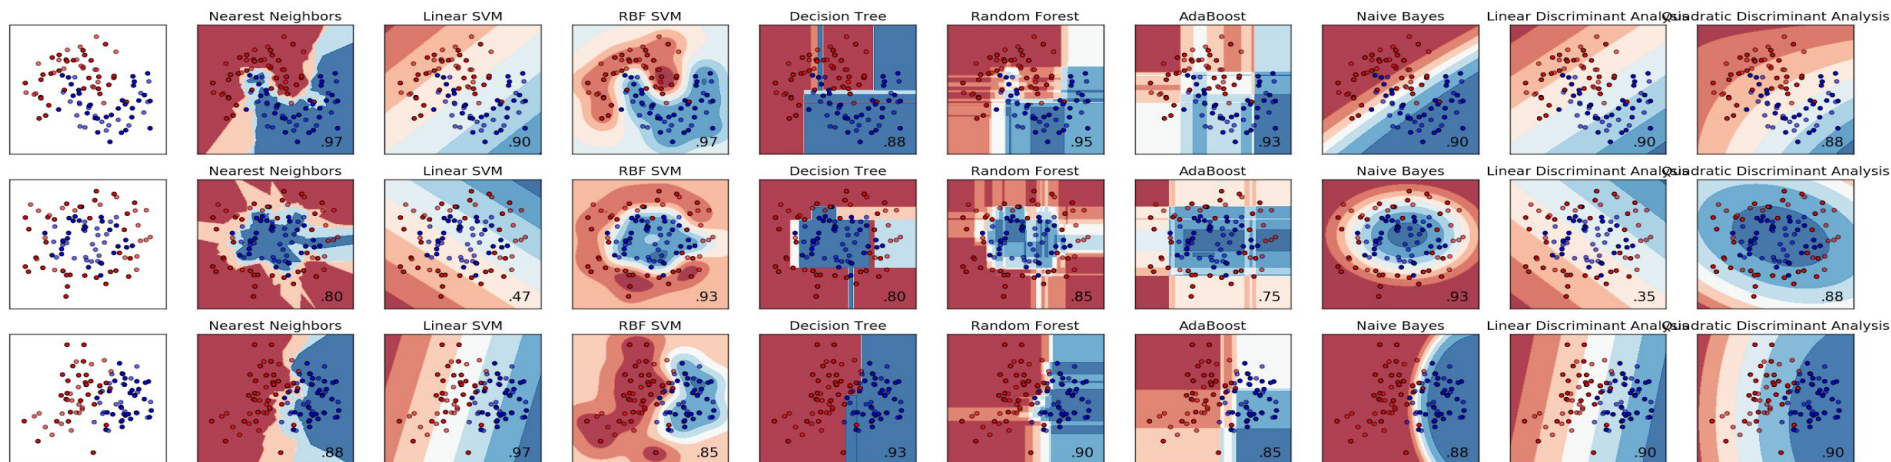 Nearest Neighbors Linear SVM RBF SVM Decision Tree Random Forest AdaBoost Naive Bayes Linear Discriminant Analysis Quadratic Discriminant Analysis
.97 .90 .97 .88 .95 .93 .90 .90 .88
Nearest Neighbors Linear SVM RBF SVM Decision Tree Random Forest AdaBoost Naive Bayes Linear Discriminant Analysis Quadratic Discriminant Analysis
.80 .47 .93 .80 .85 .75 .93 .35 .88
Nearest Neighbors Linear SVM RBF SVM Decision Tree Random Forest AdaBoost Naive Bayes Linear Discriminant Analysis Quadratic Discriminant Analysis
.88 .97 .85 .93 .90 .85 .88 .90 .90